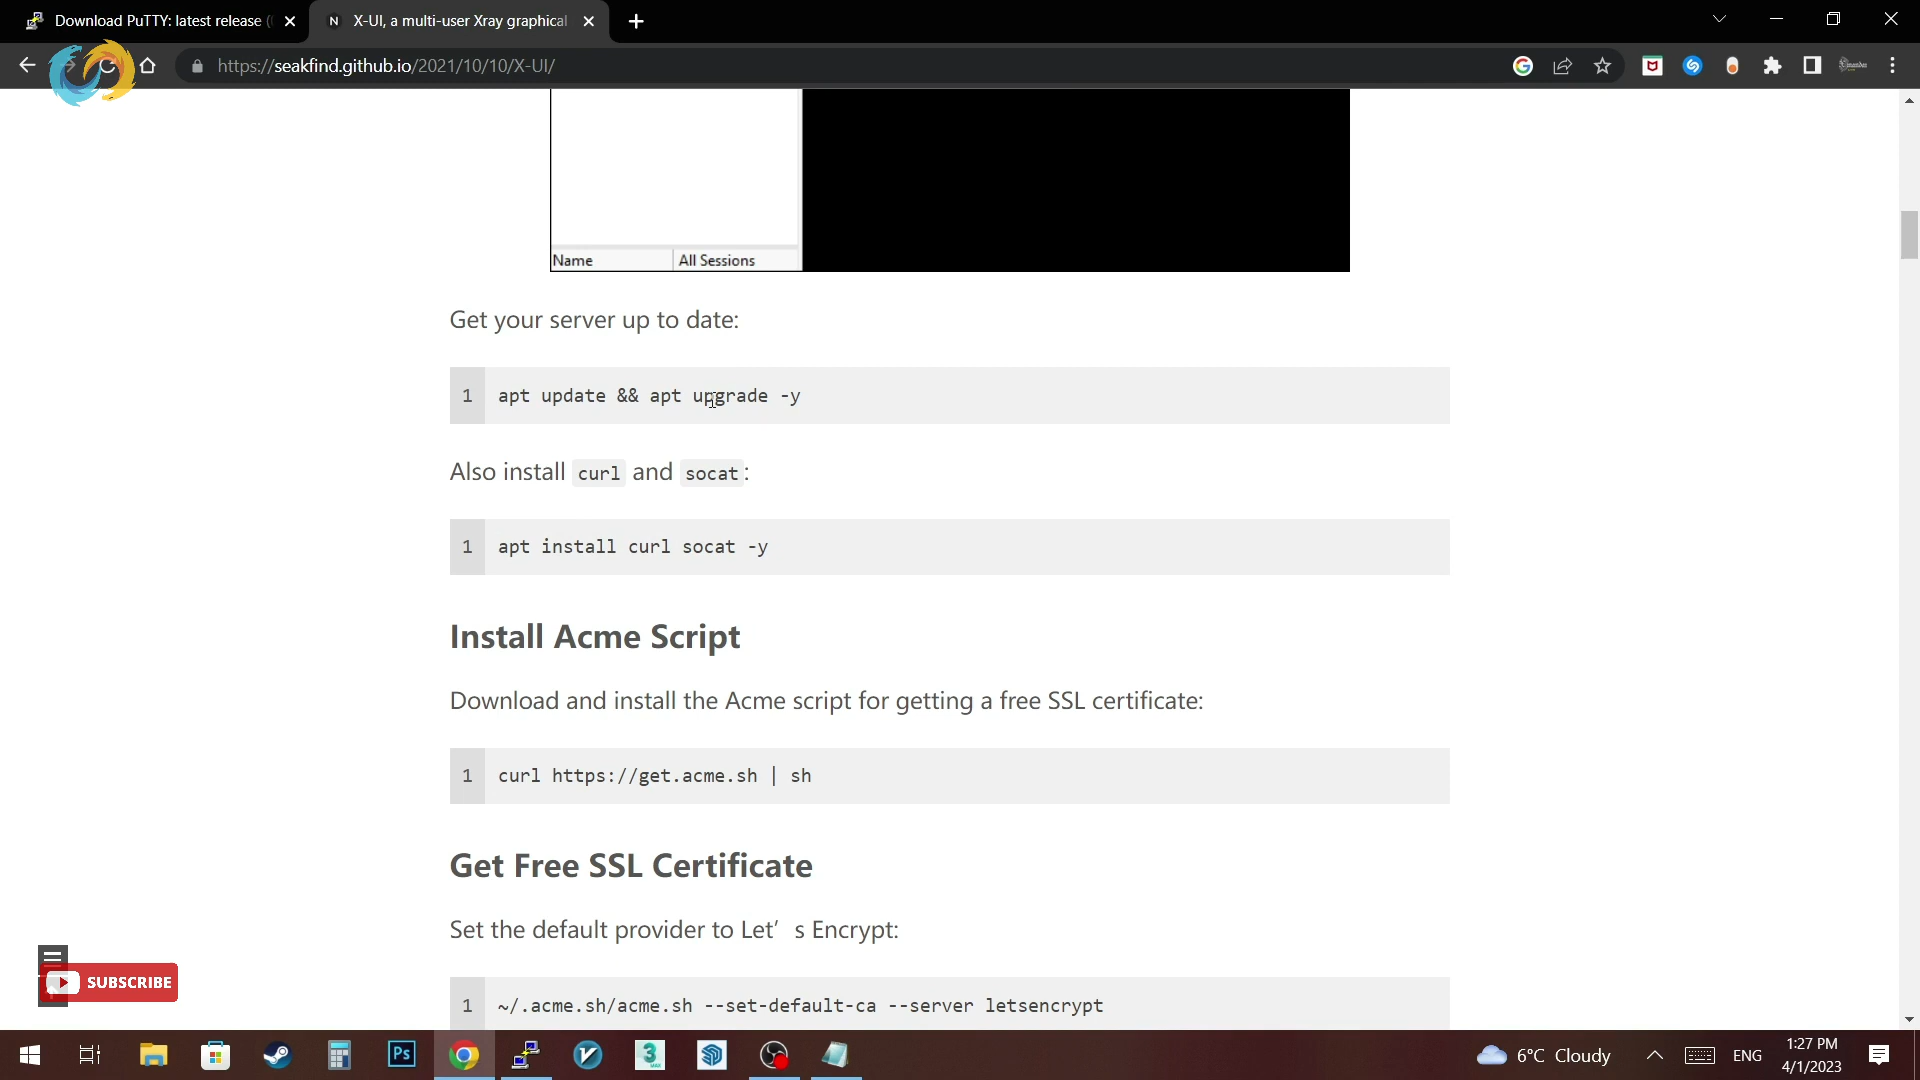 Download PuTTY: latest release (
X-UI, a multi-user Xray graphical
https://seakfind.github.io/2021/10/10/X-UI/
Name
All Sessions
Get your server up to date:
1 apt update && apt upgrade -y
Also install curl and socat:
1 apt install curl socat -y
Install Acme Script
Download and install the Acme script for getting a free SSL certificate:
1 curl https://get.acme.sh | sh
Get Free SSL Certificate
Set the default provider to Let’s Encrypt:
SUBSCRIBE
1 ~/.acme.sh/acme.sh --set-default-ca --server letsencrypt
Ps
3
6°C Cloudy
ENG
1:27 PM
4/1/2023